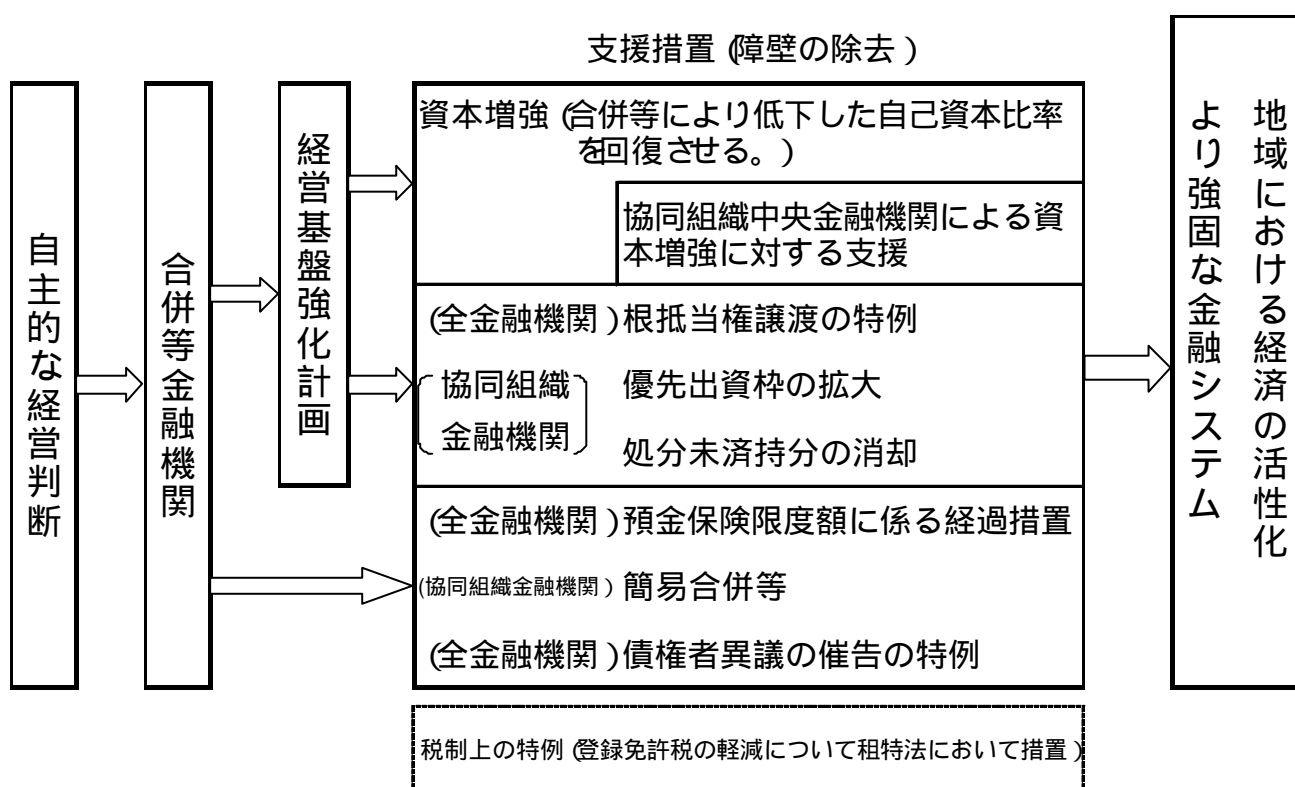 支援措置(障壁の除去)
自主的な経営判断
合併等金融機関
経営基盤強化計画
資本増強(合併等により低下した自己資本比率
を回復させる。)
協同組織中央金融機関による資
本増強に対する支援
(全金融機関)根抵当権譲渡の特例
協同組織 優先出資枠の拡大
金融機関 処分未済持分の消却
(全金融機関)預金保険限度額に係る経過措置
(協同組織金融機関)簡易合併等
(全金融機関)債権者異議の催告の特例
税制上の特例(登録免許税の軽減について租特法において措置)
地域における経済の活性化
より強固な金融システム